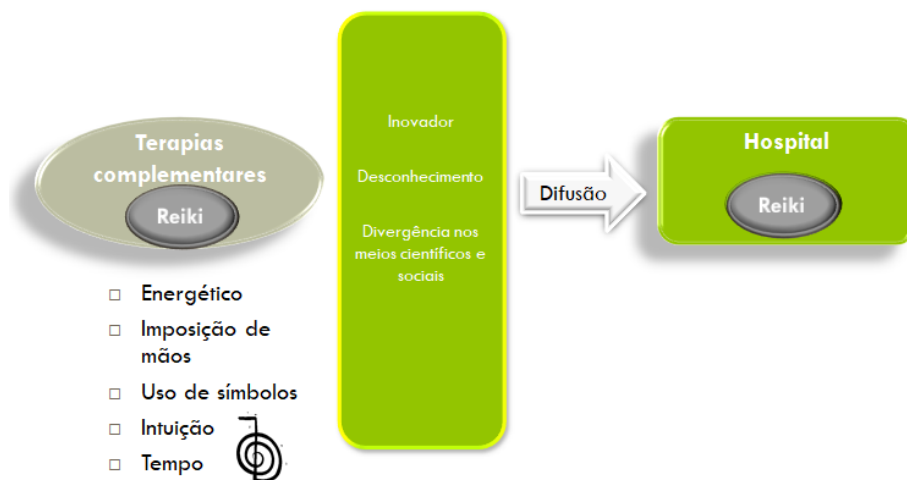 Terapias
complementares
Reiki
Energético
Imposição de
mãos
Uso de símbolos
Intuição
Tempo
Inovador
Desconhecimento
Divergência nos
meios científicos e
sociais
Difusão
Hospital
Reiki